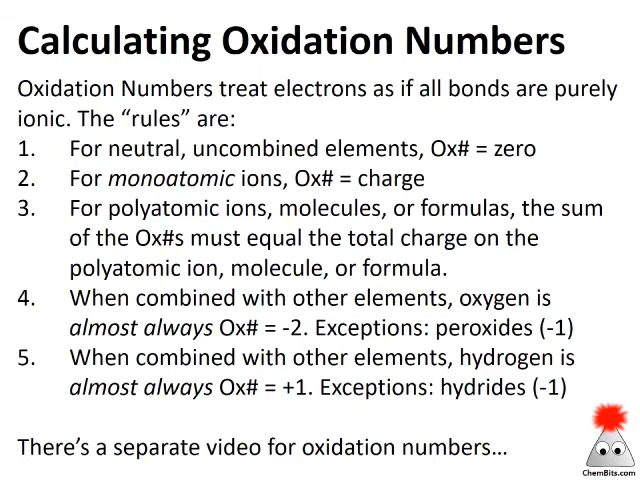 Calculating Oxidation Numbers
Oxidation Numbers treat electrons as if all bonds are purely
ionic. The “rules” are:
1. For neutral, uncombined elements, Ox# = zero
2. For monoatomic ions, Ox# = charge
3. For polyatomic ions, molecules, or formulas, the sum
of the Ox#s must equal the total charge on the
polyatomic ion, molecule, or formula.
4. When combined with other elements, oxygen is
almost always Ox# = -2. Exceptions: peroxides (-1)
5. When combined with other elements, hydrogen is
almost always Ox# = +1. Exceptions: hydrides (-1)
There’s a separate video for oxidation numbers…
ChemBits.com